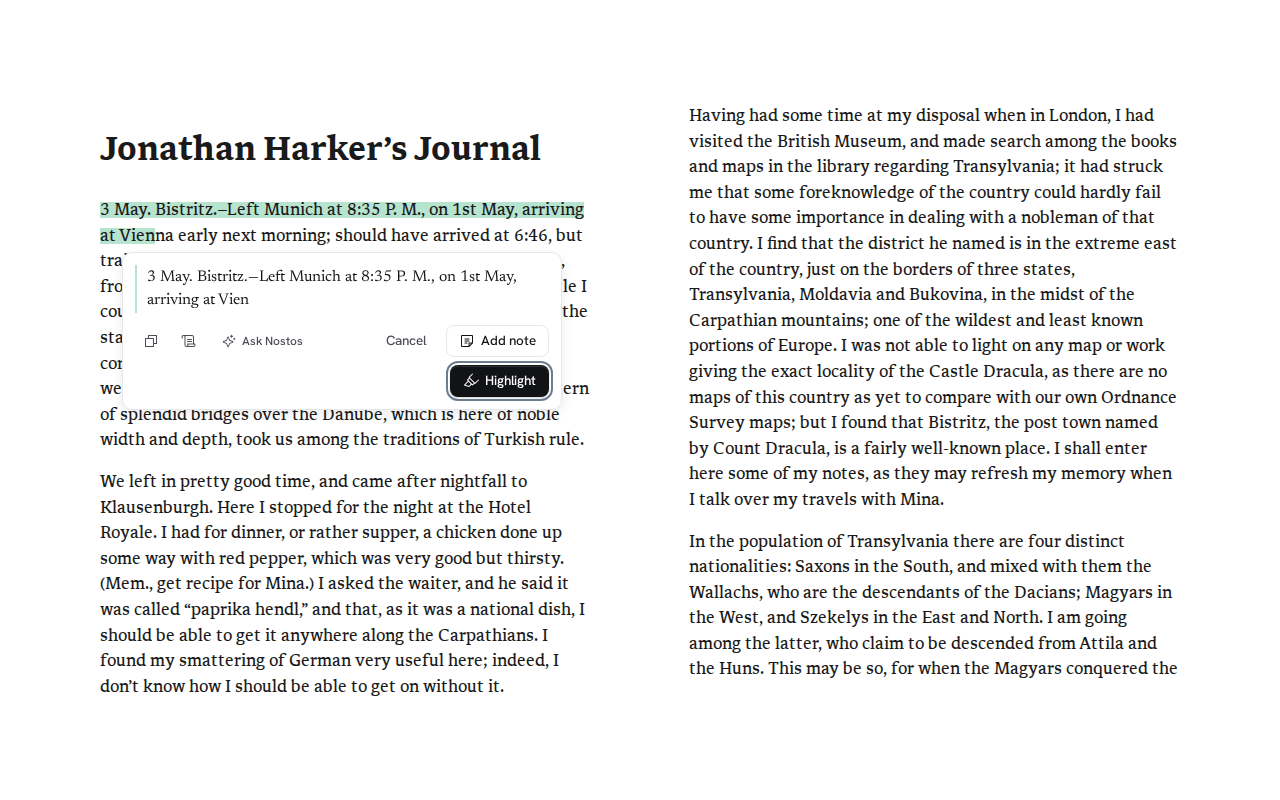 Jonathan Harker’s Journal
3 May. Bistritz.—Left Munich at 8:35 P. M., on 1st May, arriving
at Vienna early next morning; should have arrived at 6:46, but
3 May. Bistritz.—Left Munich at 8:35 P. M., on 1st May,
arriving at Vien
Ask Nostos
Cancel
Add note
Highlight
le I
the
we
ern
of splendid bridges over the Danube, which is here of noble
width and depth, took us among the traditions of Turkish rule.
We left in pretty good time, and came after nightfall to
Klausenburgh. Here I stopped for the night at the Hotel
Royale. I had for dinner, or rather supper, a chicken done up
some way with red pepper, which was very good but thirsty.
(Mem., get recipe for Mina.) I asked the waiter, and he said it
was called “paprika hendl,” and that, as it was a national dish, I
should be able to get it anywhere along the Carpathians. I
found my smattering of German very useful here; indeed, I
don’t know how I should be able to get on without it.
Having had some time at my disposal when in London, I had
visited the British Museum, and made search among the books
and maps in the library regarding Transylvania; it had struck
me that some foreknowledge of the country could hardly fail
to have some importance in dealing with a nobleman of that
country. I find that the district he named is in the extreme east
of the country, just on the borders of three states,
Transylvania, Moldavia and Bukovina, in the midst of the
Carpathian mountains; one of the wildest and least known
portions of Europe. I was not able to light on any map or work
giving the exact locality of the Castle Dracula, as there are no
maps of this country as yet to compare with our own Ordnance
Survey maps; but I found that Bistritz, the post town named
by Count Dracula, is a fairly well-known place. I shall enter
here some of my notes, as they may refresh my memory when
I talk over my travels with Mina.
In the population of Transylvania there are four distinct
nationalities: Saxons in the South, and mixed with them the
Wallachs, who are the descendants of the Dacians; Magyars in
the West, and Szekelys in the East and North. I am going
among the latter, who claim to be descended from Attila and
the Huns. This may be so, for when the Magyars conquered the